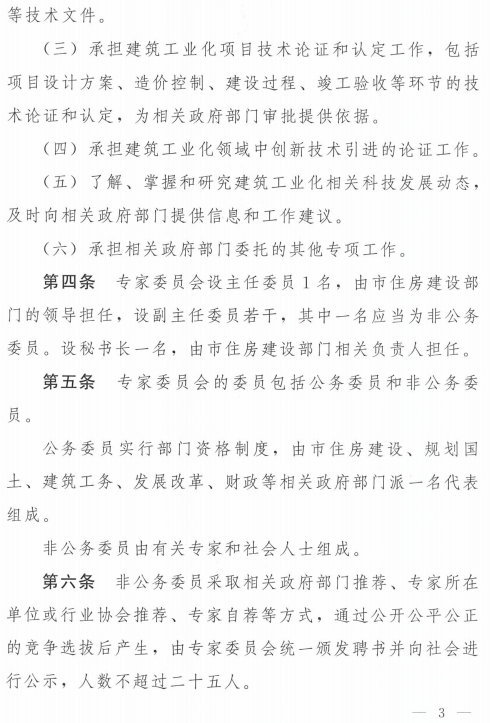 等技术文件。
（三）承担建筑工业化项目技术论证和认定工作，包括
项目设计方案、造价控制、建设过程、竣工验收等环节的技
术论证和认定，为相关政府部门审批提供依据。
（四）承担建筑工业化领域中创新技术引进的论证工作。
（五）了解、掌握和研究建筑工业化相关科技发展动态，
及时向相关政府部门提供信息和工作建议。
（六）承担相关政府部门委托的其他专项工作。
第四条 专家委员会设主任委员1名，由市住房建设部
门的领导担任，设副主任委员若干，其中一名应当为非公务
委员。设秘书长一名，由市住房建设部门相关负责人担任。
第五条 专家委员会的委员包括公务委员和非公务委
员。
公务委员实行部门资格制度，由市住房建设、规划国
土、建筑工务、发展改革、财政等相关政府部门派一名代表
组成。
非公务委员由有关专家和社会人士组成。
第六条 非公务委员采取相关政府部门推荐、专家所在
单位或行业协会推荐、专家自荐等方式，通过公开公平公正
的竞争选拔后产生，由专家委员会统一颁发聘书并向社会进
行公示，人数不超过二十五人。
— 3 —